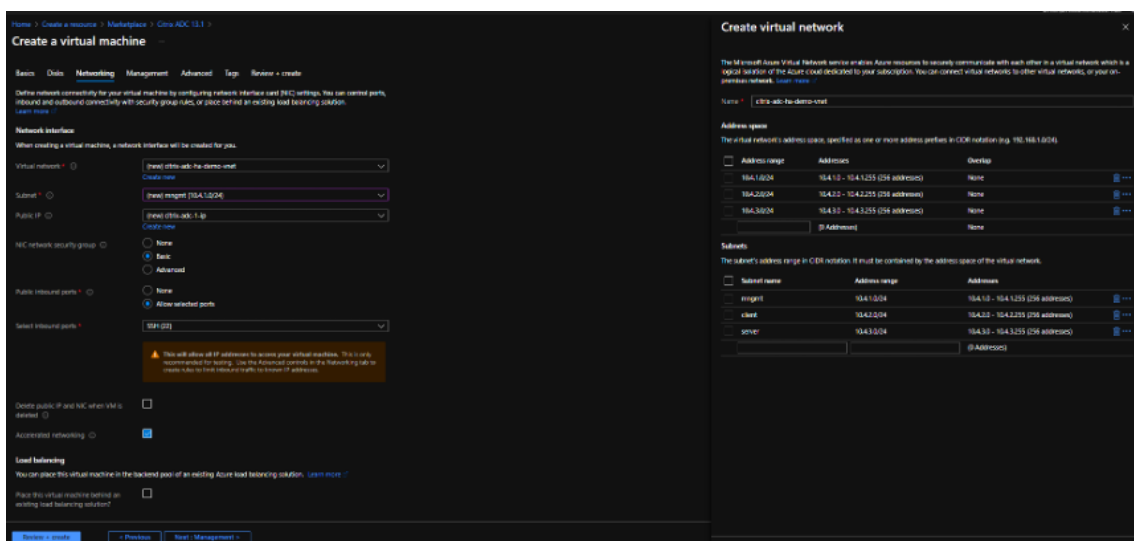 Home > Create a resource > Marketplace > Citrix ADC 13.1 >
Create a virtual machine ...
Basics Disks Networking Management Advanced Tags Review + create
Define network connectivity for your virtual machine by configuring network interface card (NIC) settings. You can control ports,
inbound and outbound connectivity with security group rules, or place behind an existing load balancing solution.
Learn more
Network interface
When creating a virtual machine, a network interface will be created for you.
Virtual network *
(new) citrix-adc-ha-demo-vnet
Create new
Subnet *
(new) mngmt (10.4.1.0/24)
Public IP
(new) citrix-adc-1-ip
Create new
NIC network security group
None
Basic
Advanced
Public inbound ports *
None
Allow selected ports
Select inbound ports *
SSH (22)
This will allow all IP addresses to access your virtual machine. This is only
recommended for testing. Use the Advanced controls in the Networking tab to
create rules to limit inbound traffic to known IP addresses.
Delete public IP and NIC when VM is
deleted
Accelerated networking
Load balancing
You can place this virtual machine in the backend pool of an existing Azure load balancing solution. Learn more
Place this virtual machine behind an
existing load balancing solution?
Review + create
< Previous
Next : Management >
Create virtual network
The Microsoft Azure Virtual Network service enables Azure resources to securely communicate with each other in a virtual network which is a
logical isolation of the Azure cloud dedicated to your subscription. You can connect virtual networks to other virtual networks, or your on-
premises network. Learn more
Name * citrix-adc-ha-demo-vnet
Address space
The virtual network's address space, specified as one or more address prefixes in CIDR notation (e.g. 192.168.1.0/24).
Address range Addresses Overlap
10.4.1.0/24 10.4.1.0 - 10.4.1.255 (256 addresses) None
10.4.2.0/24 10.4.2.0 - 10.4.2.255 (256 addresses) None
10.4.3.0/24 10.4.3.0 - 10.4.3.255 (256 addresses) None
(0 Addresses) None
Subnets
The subnet's address range in CIDR notation. It must be contained by the address space of the virtual network.
Subnet name Address range Addresses
mngmt 10.4.1.0/24 10.4.1.0 - 10.4.1.255 (256 addresses)
client 10.4.2.0/24 10.4.2.0 - 10.4.2.255 (256 addresses)
server 10.4.3.0/24 10.4.3.0 - 10.4.3.255 (256 addresses)
(0 Addresses)